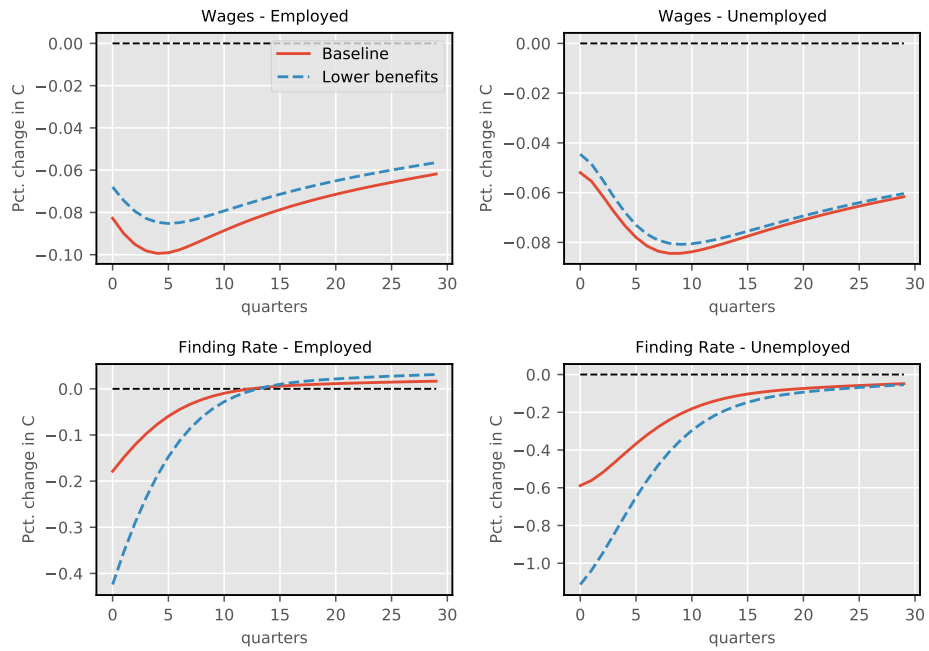 Wages - Employed
Pct. change in C
0.00
−0.02
−0.04
−0.06
−0.08
−0.10
Baseline
Lower benefits
0 5 10 15 20 25 30
quarters
Wages - Unemployed
Pct. change in C
0.00
−0.02
−0.04
−0.06
−0.08
0 5 10 15 20 25 30
quarters
Finding Rate - Employed
Pct. change in C
0.0
−0.1
−0.2
−0.3
−0.4
0 5 10 15 20 25 30
quarters
Finding Rate - Unemployed
Pct. change in C
0.0
−0.2
−0.4
−0.6
−0.8
−1.0
0 5 10 15 20 25 30
quarters